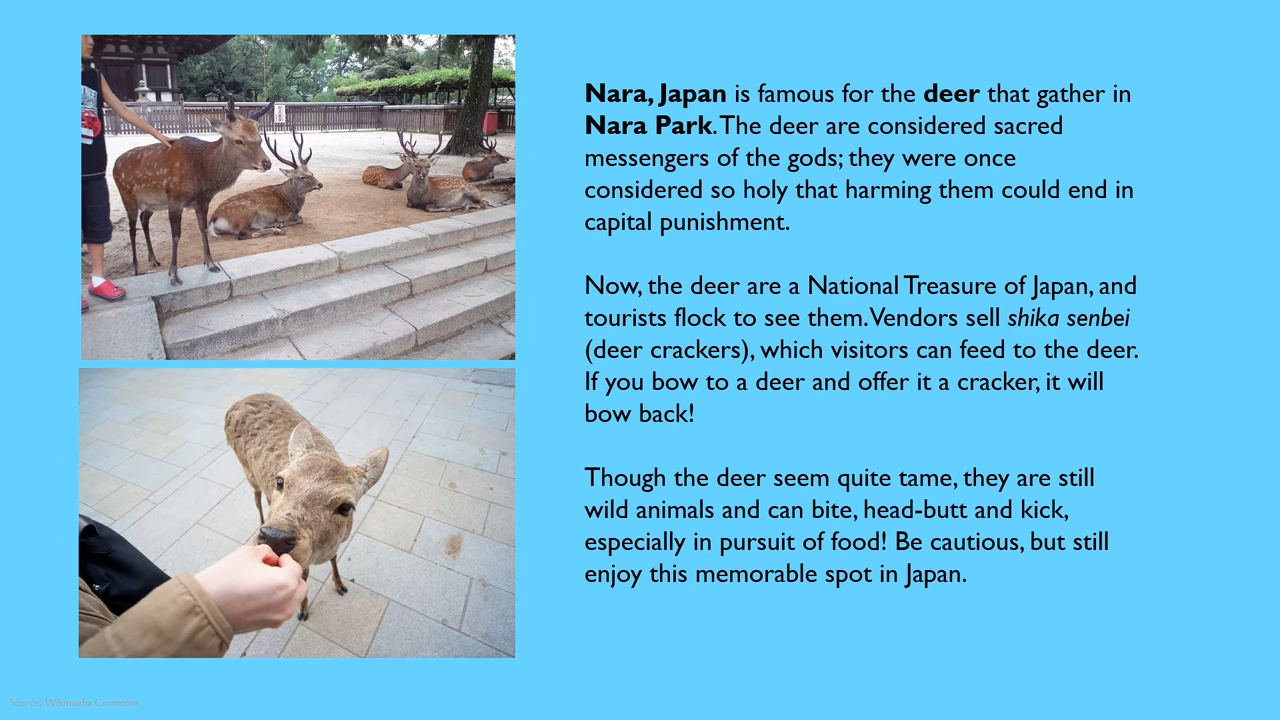 Nara, Japan is famous for the deer that gather in
Nara Park. The deer are considered sacred
messengers of the gods; they were once
considered so holy that harming them could end in
capital punishment.
Now, the deer are a National Treasure of Japan, and
tourists flock to see them. Vendors sell shika senbei
(deer crackers), which visitors can feed to the deer.
If you bow to a deer and offer it a cracker, it will
bow back!
Though the deer seem quite tame, they are still
wild animals and can bite, head-butt and kick,
especially in pursuit of food! Be cautious, but still
enjoy this memorable spot in Japan.
Source: Wikimedia Commons